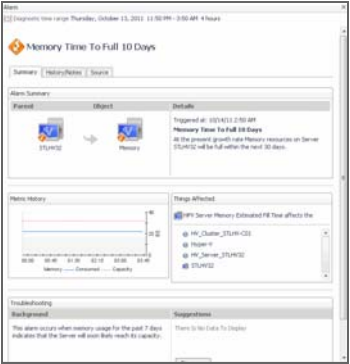 Alarm
Diagnostic time range Thursday, October 13, 2011 11:50 PM - 3:50 AM 4 hours
Memory Time To Full 10 Days
Summary History/Notes Source
Alarm Summary
Parent Object Details
STLHV32 Memory
Triggered at: 10/14/11 2:50 AM
Memory Time To Full 10 Days
At the present growth rate Memory resources on Server
STLHV32 will be full within the next 30 days.
Metric History
Memory Consumed Capacity
Things Affected
HPV Server Memory Estimated Fill Time affects the
HV_Cluster_STLHV-CS1
Hyper-V
HV_Server_STLHV32
STLHV32
Troubleshooting
Background Suggestions
This alarm occurs when memory usage for the past 7 days
indicates that the Server will soon likely reach its capacity.
There Is No Data To Display